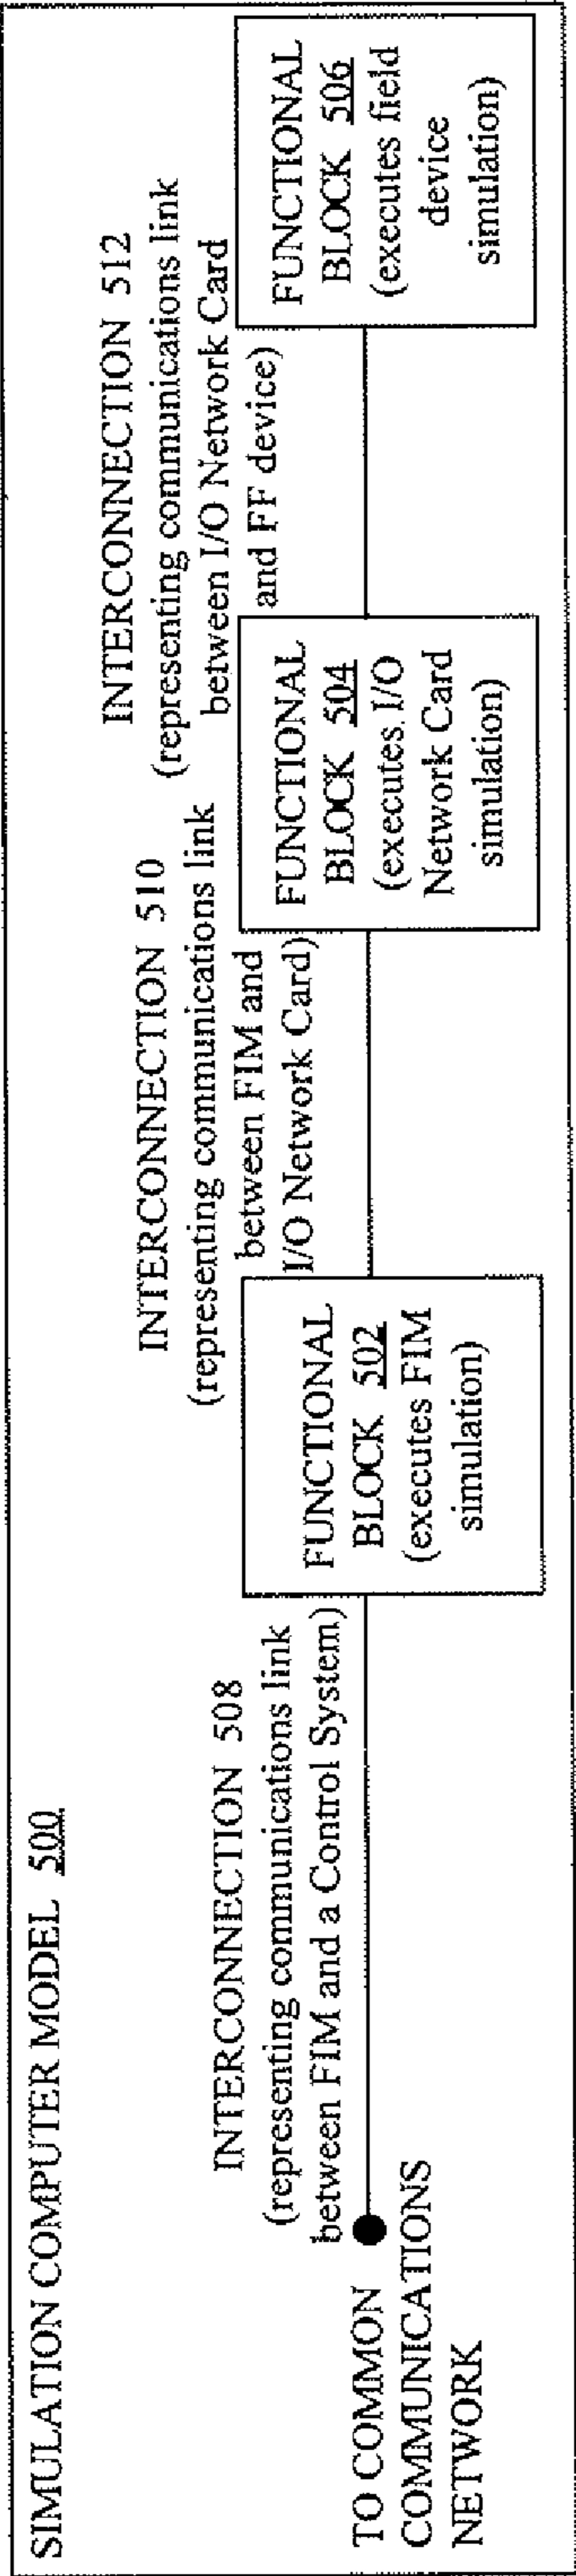 SIMULATION COMPUTER MODEL 500
TO COMMON
COMMUNICATIONS
NETWORK
INTERCONNECTION 508
(representing communications link
between FIM and a Control System)
FUNCTIONAL
BLOCK 502
(executes FIM
simulation)
INTERCONNECTION 510
(representing communications link
between FIM and
I/O Network Card)
FUNCTIONAL
BLOCK 504
(executes I/O
Network Card
simulation)
INTERCONNECTION 512
(representing communications link
between I/O Network Card
and FF device)
FUNCTIONAL
BLOCK 506
(executes field
device
simulation)